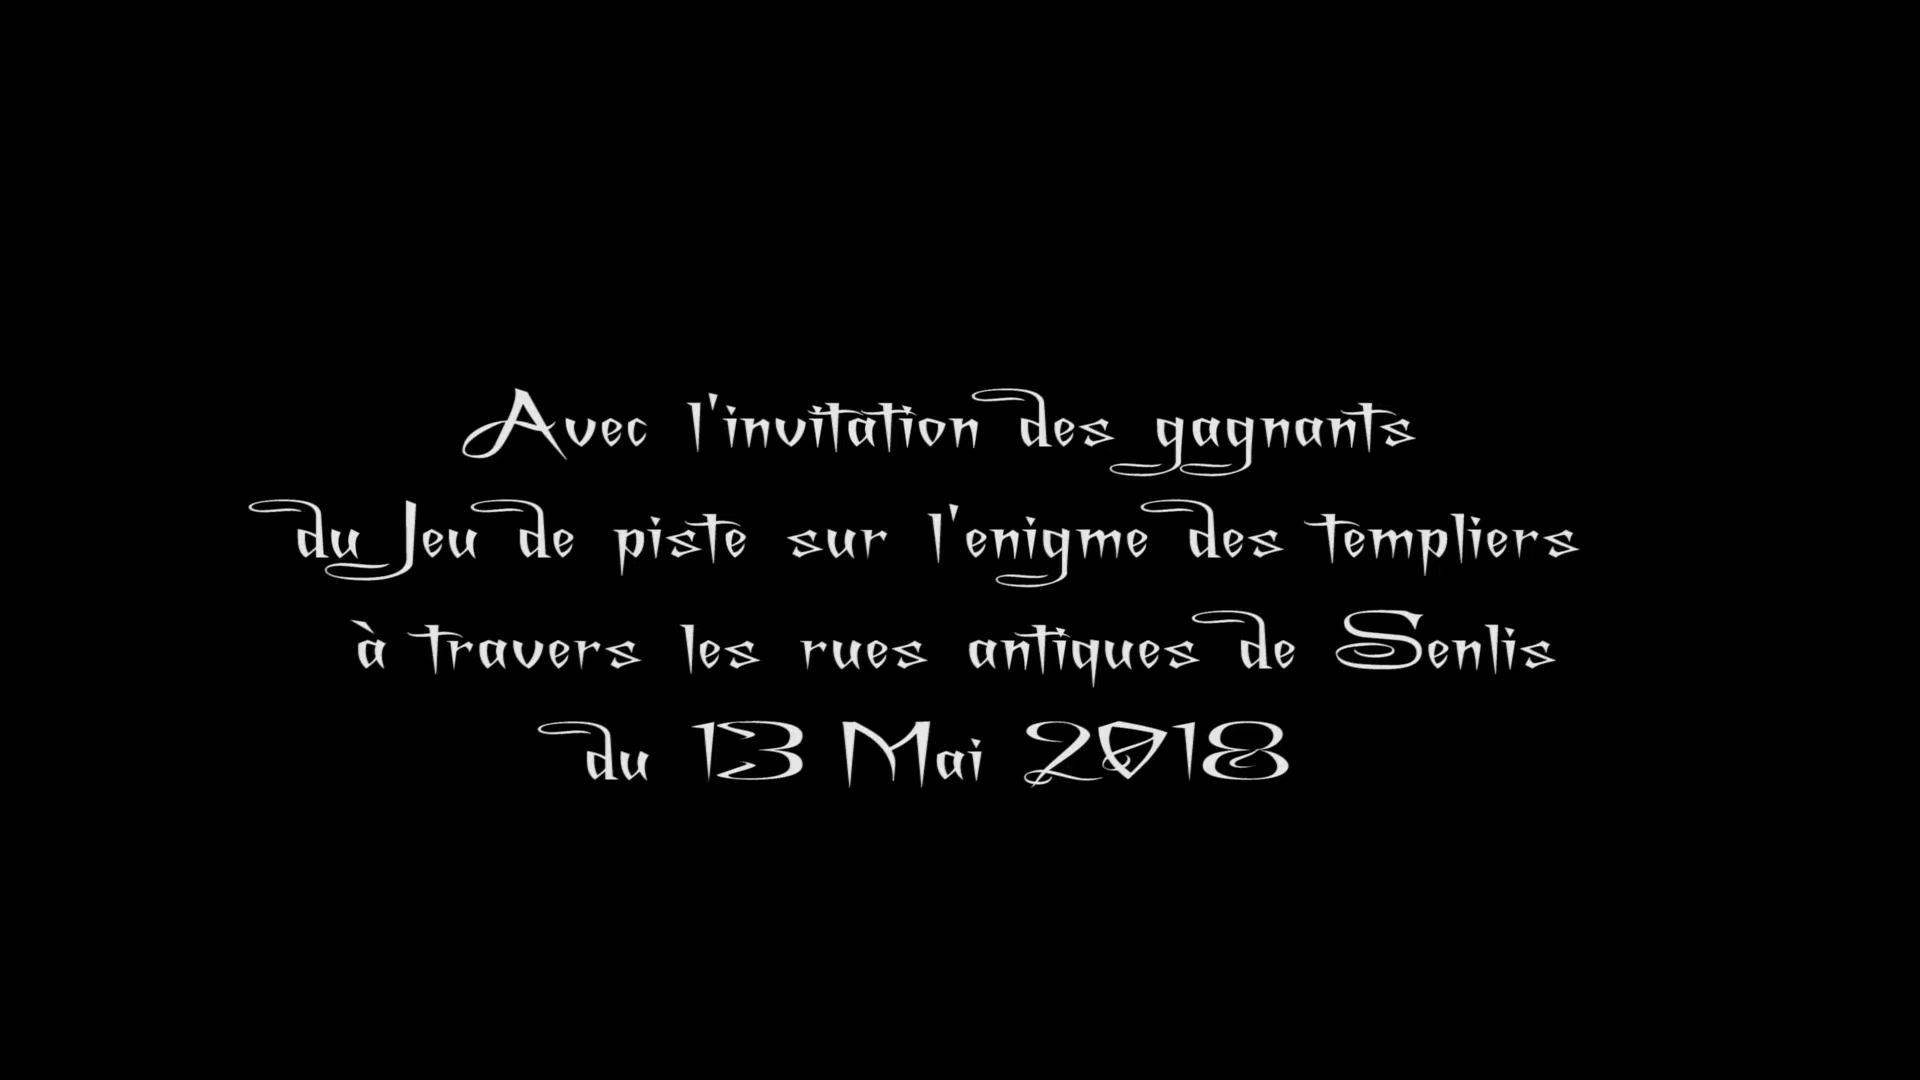 Avec l'invitation des gagnants
du Jeu de piste sur l'enigme des templiers
à travers les rues antiques de Senlis
du 13 Mai 2018